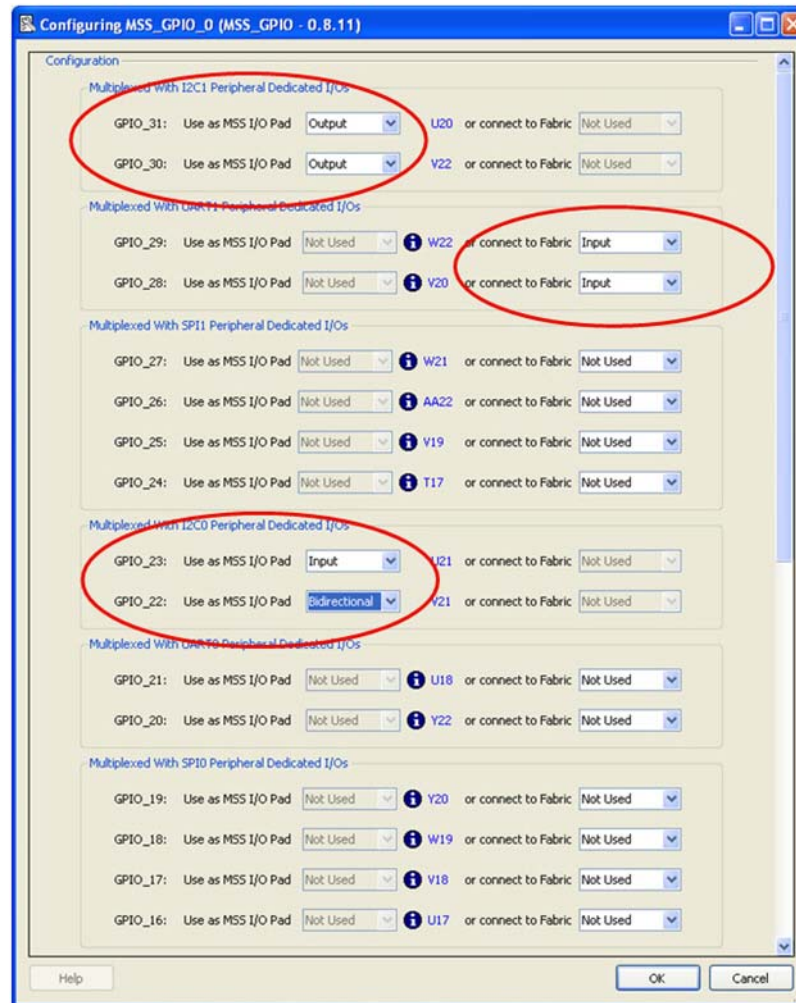 Configuring MSS_GPIO_0 (MSS_GPIO - 0.8.11)
Configuration
Multiplexed With I2C1 Peripheral Dedicated I/Os
GPIO_31: Use as MSS I/O Pad Output U20 or connect to Fabric Not Used
GPIO_30: Use as MSS I/O Pad Output V22 or connect to Fabric Not Used
Multiplexed With UART1 Peripheral Dedicated I/Os
GPIO_29: Use as MSS I/O Pad Not Used W22 or connect to Fabric Input
GPIO_28: Use as MSS I/O Pad Not Used V20 or connect to Fabric Input
Multiplexed With SPI1 Peripheral Dedicated I/Os
GPIO_27: Use as MSS I/O Pad Not Used W21 or connect to Fabric Not Used
GPIO_26: Use as MSS I/O Pad Not Used AA22 or connect to Fabric Not Used
GPIO_25: Use as MSS I/O Pad Not Used V19 or connect to Fabric Not Used
GPIO_24: Use as MSS I/O Pad Not Used T17 or connect to Fabric Not Used
Multiplexed With I2C0 Peripheral Dedicated I/Os
GPIO_23: Use as MSS I/O Pad Input U21 or connect to Fabric Not Used
GPIO_22: Use as MSS I/O Pad Bidirectional V21 or connect to Fabric Not Used
Multiplexed With UART0 Peripheral Dedicated I/Os
GPIO_21: Use as MSS I/O Pad Not Used U18 or connect to Fabric Not Used
GPIO_20: Use as MSS I/O Pad Not Used Y22 or connect to Fabric Not Used
Multiplexed With SPI0 Peripheral Dedicated I/Os
GPIO_19: Use as MSS I/O Pad Not Used Y20 or connect to Fabric Not Used
GPIO_18: Use as MSS I/O Pad Not Used W19 or connect to Fabric Not Used
GPIO_17: Use as MSS I/O Pad Not Used V18 or connect to Fabric Not Used
GPIO_16: Use as MSS I/O Pad Not Used U17 or connect to Fabric Not Used
Help OK Cancel